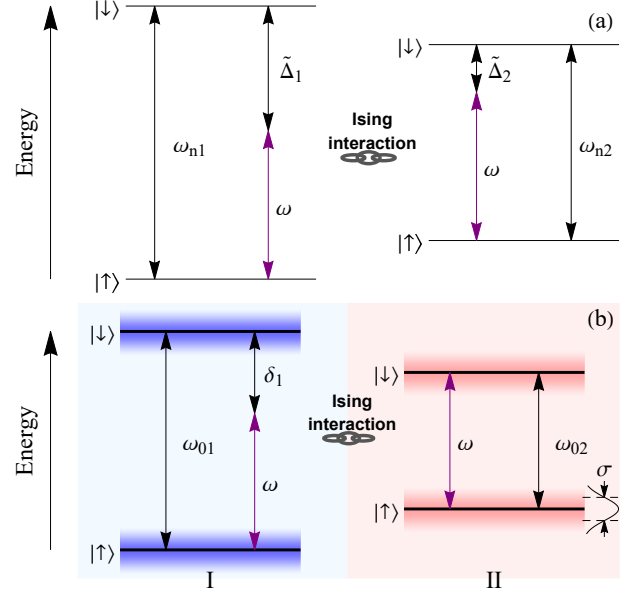 (a)
|↓⟩
|↓⟩
Δ̃₁
Δ̃₂
Energy
ωₙ₁
Ising
interaction
ωₙ₂
ω
ω
|↑⟩
|↑⟩
(b)
|↓⟩
δ₁
|↓⟩
Energy
Ising
interaction
ω₀₁
ω
ω₀₂
ω
σ
|↑⟩
|↑⟩
I
II